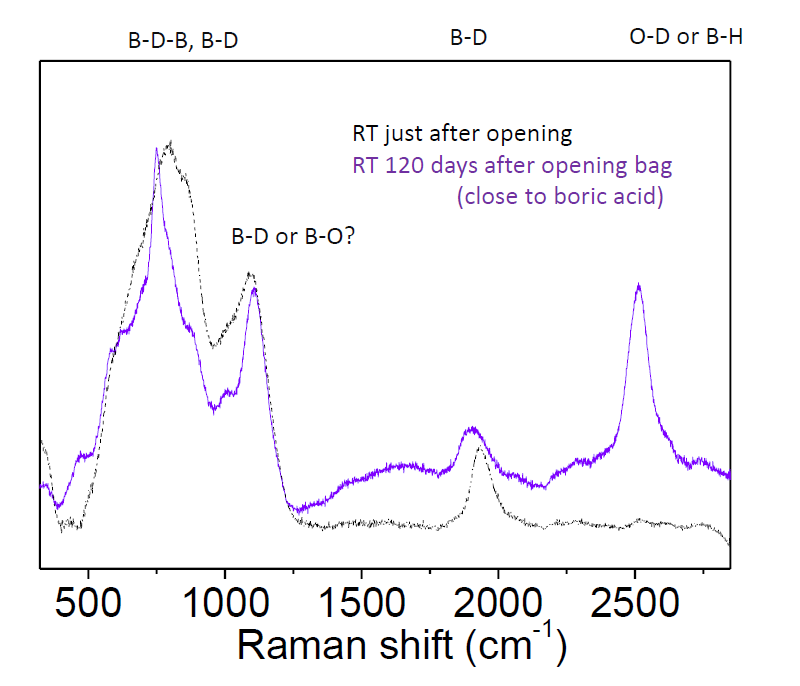 B-D-B, B-D
B-D
O-D or B-H
RT just after opening
RT 120 days after opening bag
(close to boric acid)
B-D or B-O?
500
1000
1500
2000
2500
Raman shift (cm⁻¹)